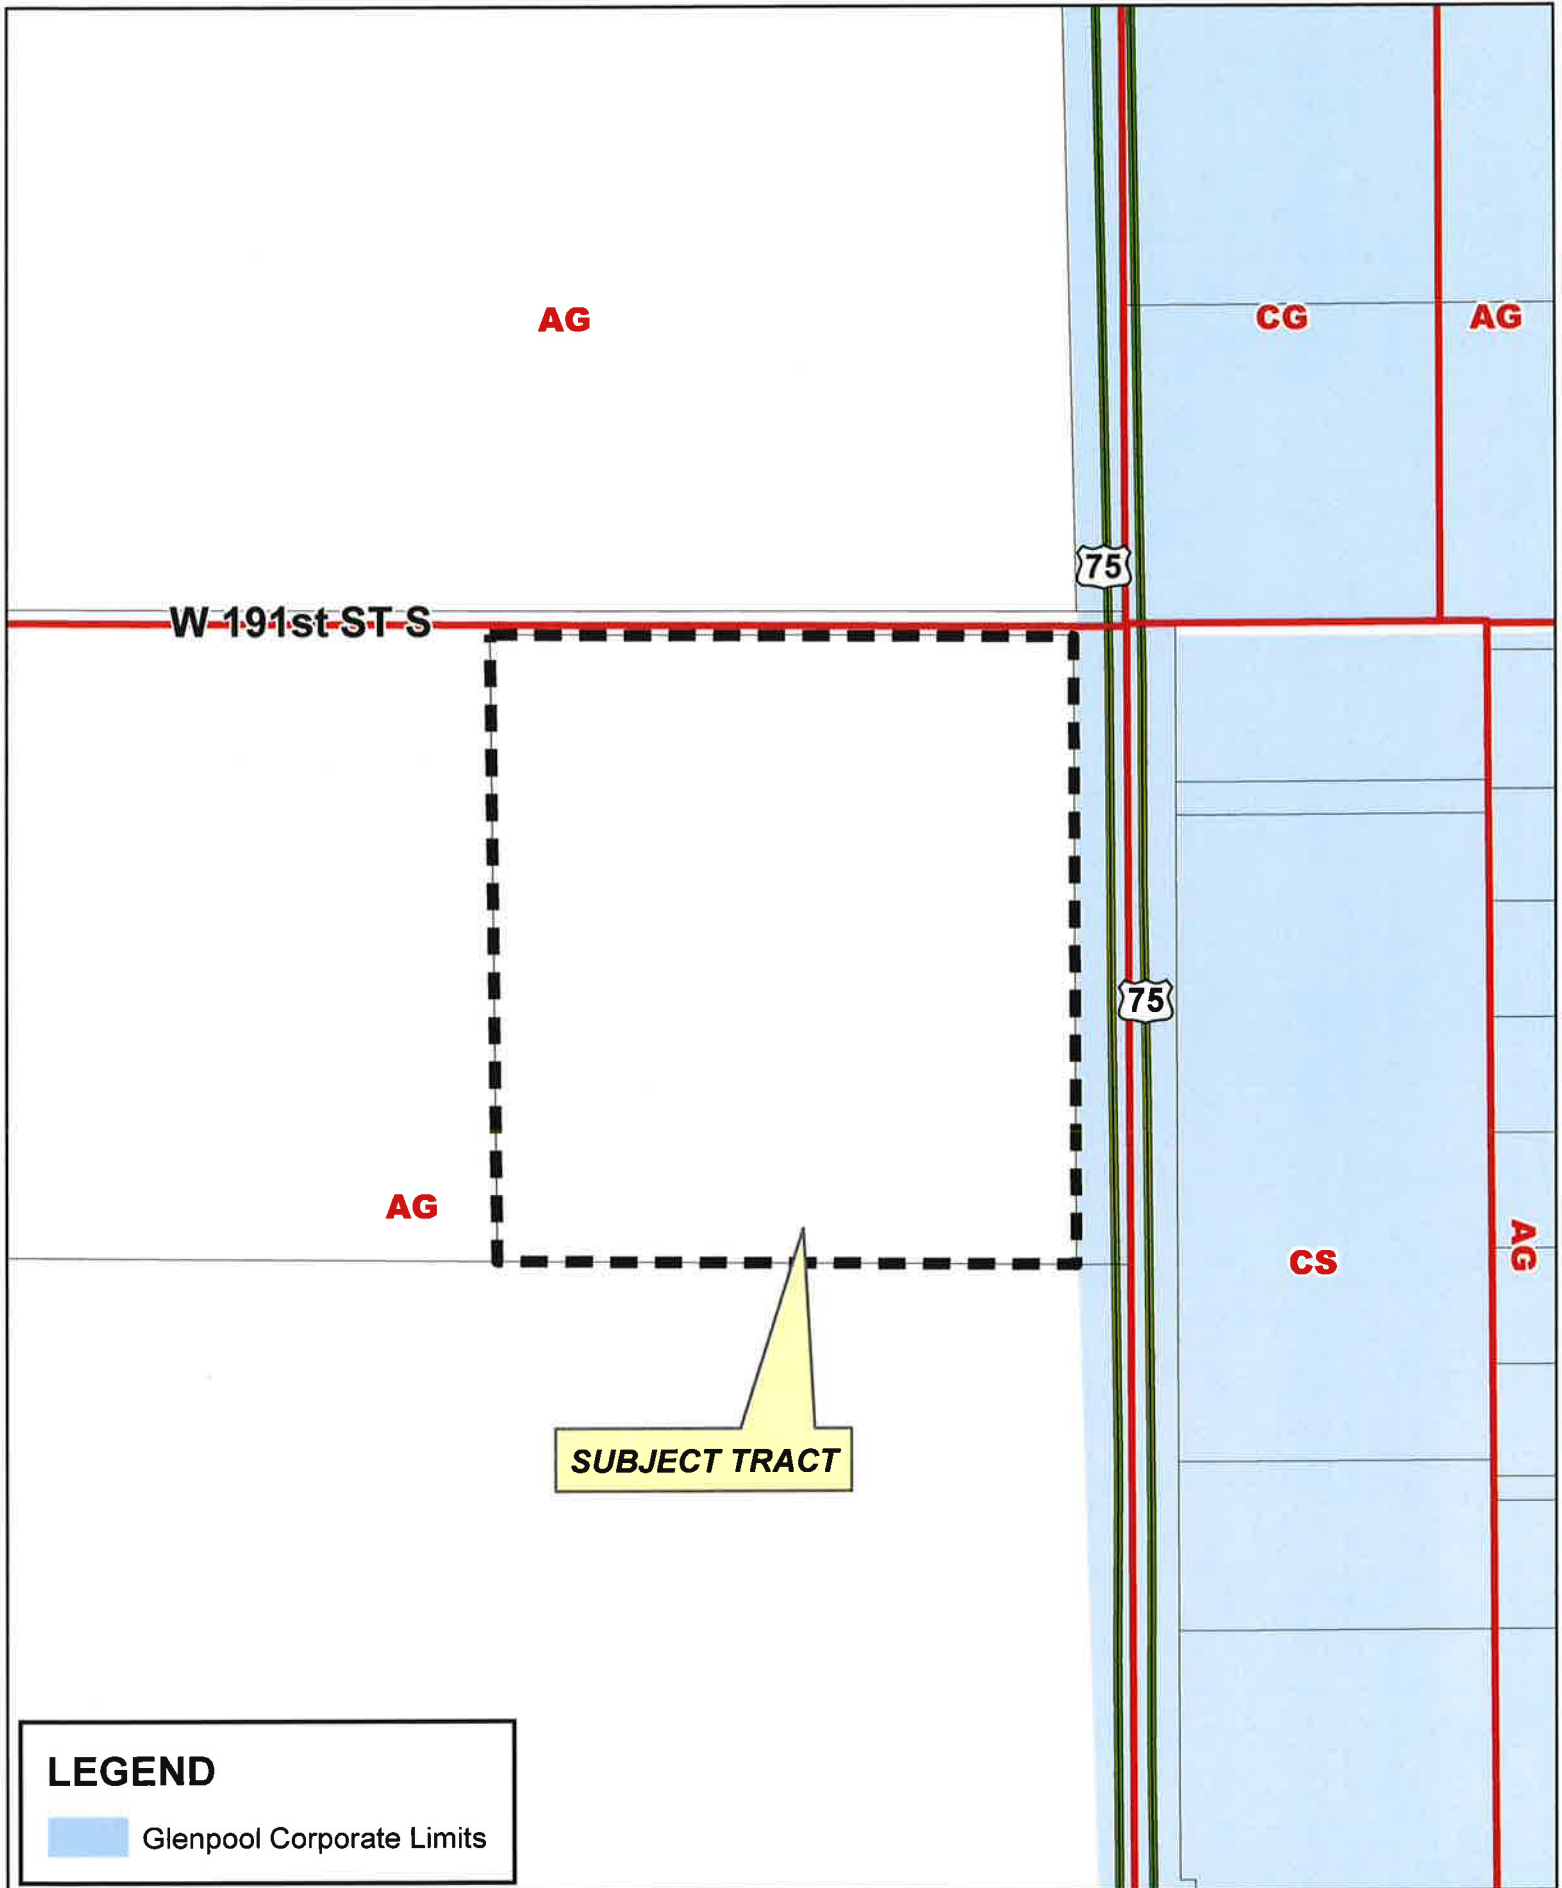 AG
CG
AG
75
W 191st ST S
75
AG
CS
AG
SUBJECT TRACT
LEGEND
Glenpool Corporate Limits